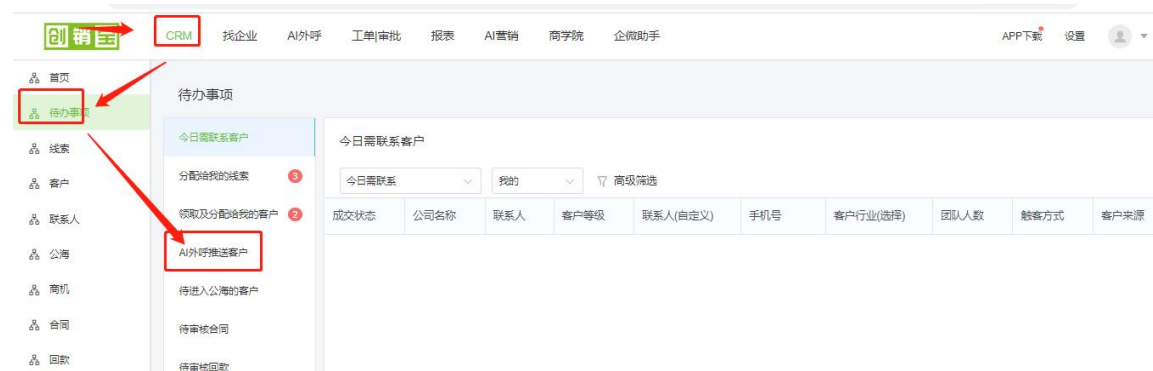 创销宝 CRM 找企业 AI外呼 工单|审批 报表 AI营销 商学院 企微助手 APP下载 设置
首页
待办事项
线索
客户
联系人
公海
商机
合同
回款
待办事项
今日需联系客户
分配给我的线索 3
领取及分配给我的客户 2
AI外呼推送客户
待进入公海的客户
待审核合同
待审核回款
今日需联系客户
今日需联系 我的 高级筛选
成交状态 公司名称 联系人 客户等级 联系人(自定义) 手机号 客户行业(选择) 团队人数 触客方式 客户来源